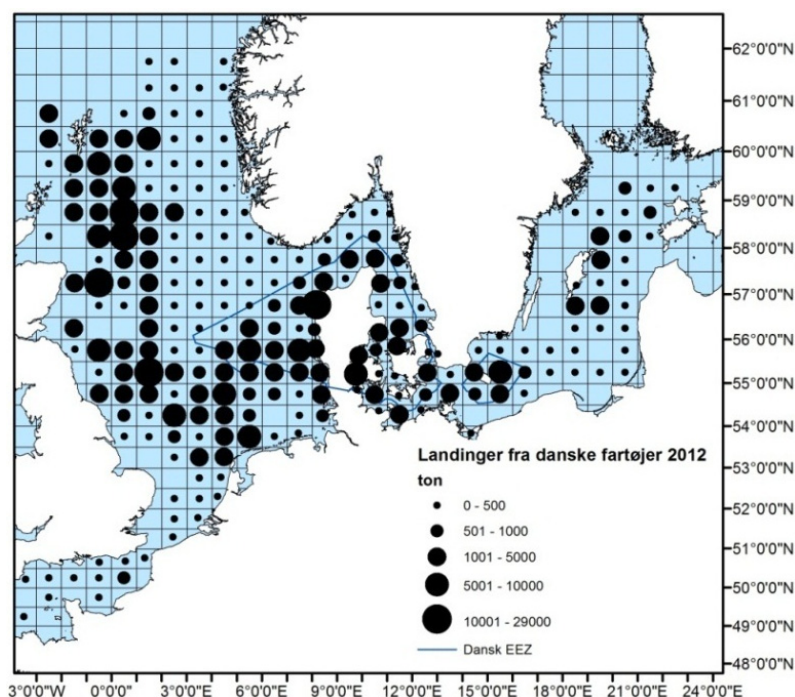 62°0'0"N
61°0'0"N
60°0'0"N
59°0'0"N
58°0'0"N
57°0'0"N
56°0'0"N
55°0'0"N
54°0'0"N
53°0'0"N
52°0'0"N
51°0'0"N
50°0'0"N
49°0'0"N
48°0'0"N
Landinger fra danske fartøjer 2012
ton
0 - 500
501 - 1000
1001 - 5000
5001 - 10000
10001 - 29000
Dansk EEZ
3°0'0"W 0°0'0" 3°0'0"E 6°0'0"E 9°0'0"E 12°0'0"E 15°0'0"E 18°0'0"E 21°0'0"E 24°0'0"E